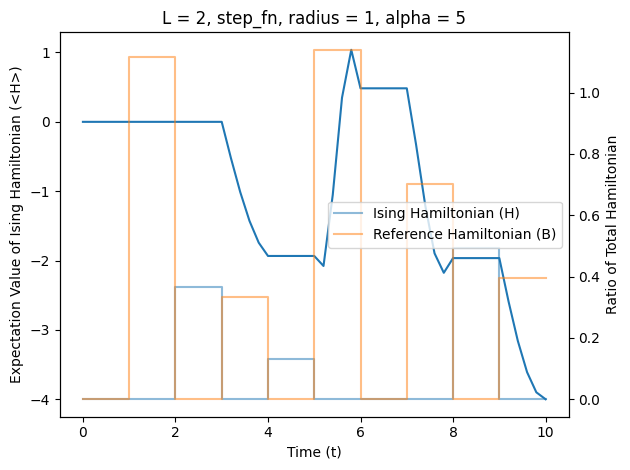 L = 2, step_fn, radius = 1, alpha = 5
Expectation Value of Ising Hamiltonian (<H>)
1
0
−1
−2
−3
−4
Ising Hamiltonian (H)
Reference Hamiltonian (B)
1.0
0.8
0.6
0.4
0.2
0.0
Ratio of Total Hamiltonian
0 2 4 6 8 10
Time (t)